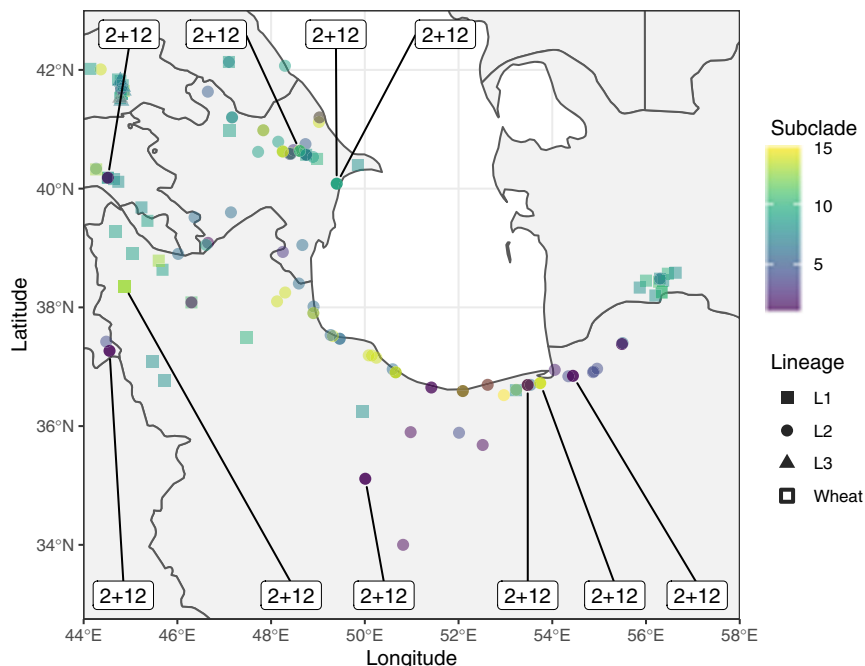 2+12 2+12 2+12 2+12
42°N
40°N
38°N
36°N
34°N
Latitude
2+12 2+12 2+12 2+12 2+12 2+12
44°E 46°E 48°E 50°E 52°E 54°E 56°E 58°E
Longitude
Subclade
15
10
5
Lineage
L1
L2
L3
Wheat